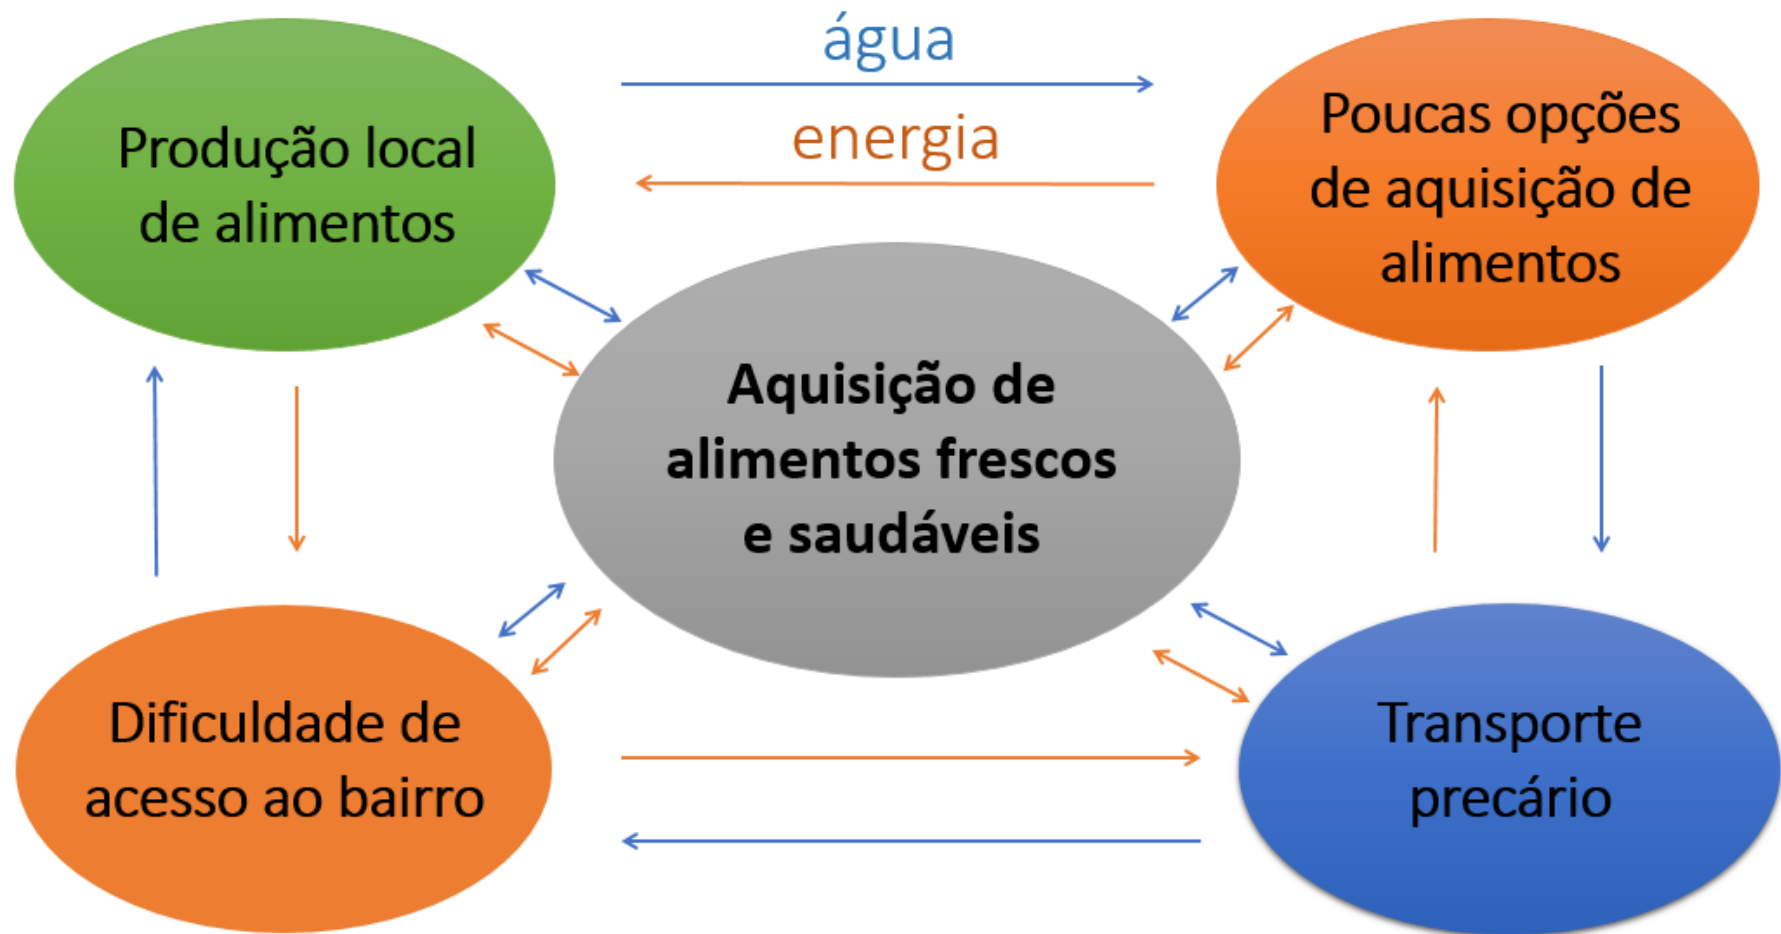 água
energia
Produção local
de alimentos
Poucas opções
de aquisição de
alimentos
Aquisição de
alimentos frescos
e saudáveis
Dificuldade de
acesso ao bairro
Transporte
precário